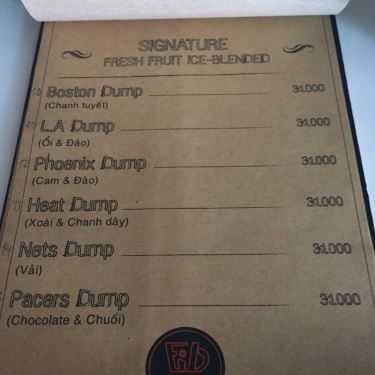 SIGNATURE
FRESH FRUIT ICE-BLENDED
Boston Dump 31.000
(Chanh tuyết)
L.A Dump 31.000
(Ổi & Đào)
Phoenix Dump 31.000
(Cam & Đào)
Heat Dump 31.000
(Xoài & Chanh dây)
Nets Dump 31.000
(Vải)
Pacers Dump 31.000
(Chocolate & Chuối)